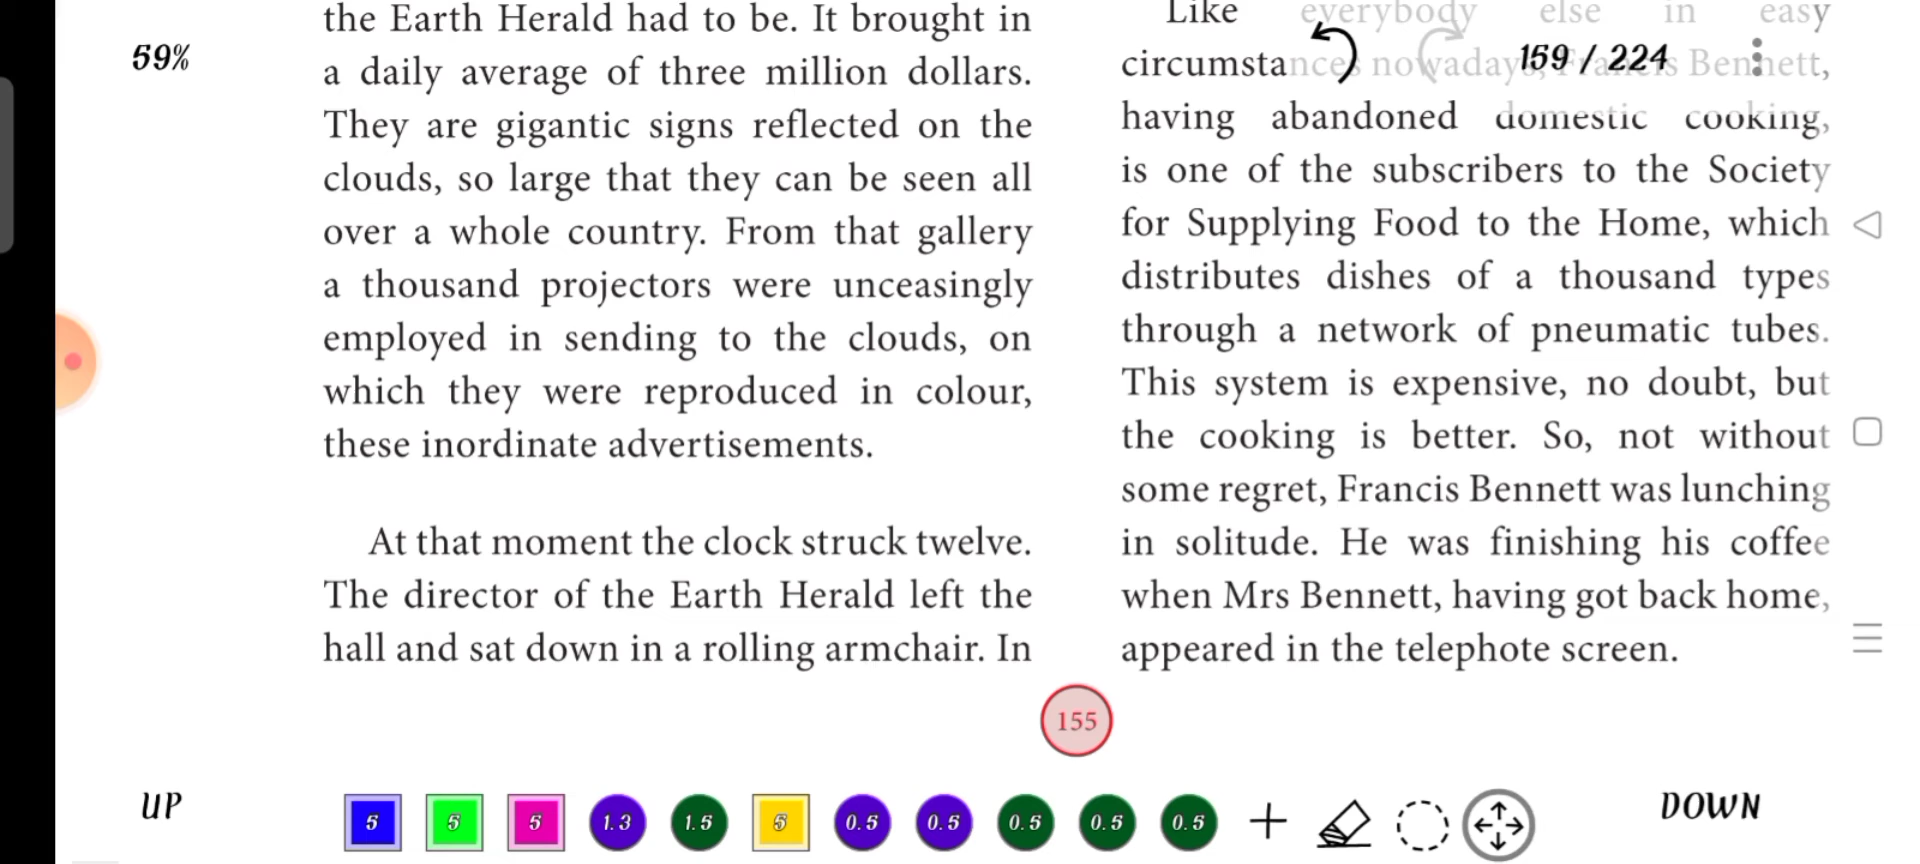 59%
the Earth Herald had to be. It brought in
a daily average of three million dollars.
They are gigantic signs reflected on the
clouds, so large that they can be seen all
over a whole country. From that gallery
a thousand projectors were unceasingly
employed in sending to the clouds, on
which they were reproduced in colour,
these inordinate advertisements.
At that moment the clock struck twelve.
The director of the Earth Herald left the
hall and sat down in a rolling armchair. In
Like everybody else in easy
circumstances nowadays, Francis Bennett,
159 / 224
having abandoned domestic cooking,
is one of the subscribers to the Society
for Supplying Food to the Home, which
distributes dishes of a thousand types
through a network of pneumatic tubes.
This system is expensive, no doubt, but
the cooking is better. So, not without
some regret, Francis Bennett was lunching
in solitude. He was finishing his coffee
when Mrs Bennett, having got back home,
appeared in the telephote screen.
155
UP
5 5 5 1.3 1.5 5 0.5 0.5 0.5 0.5 0.5
DOWN